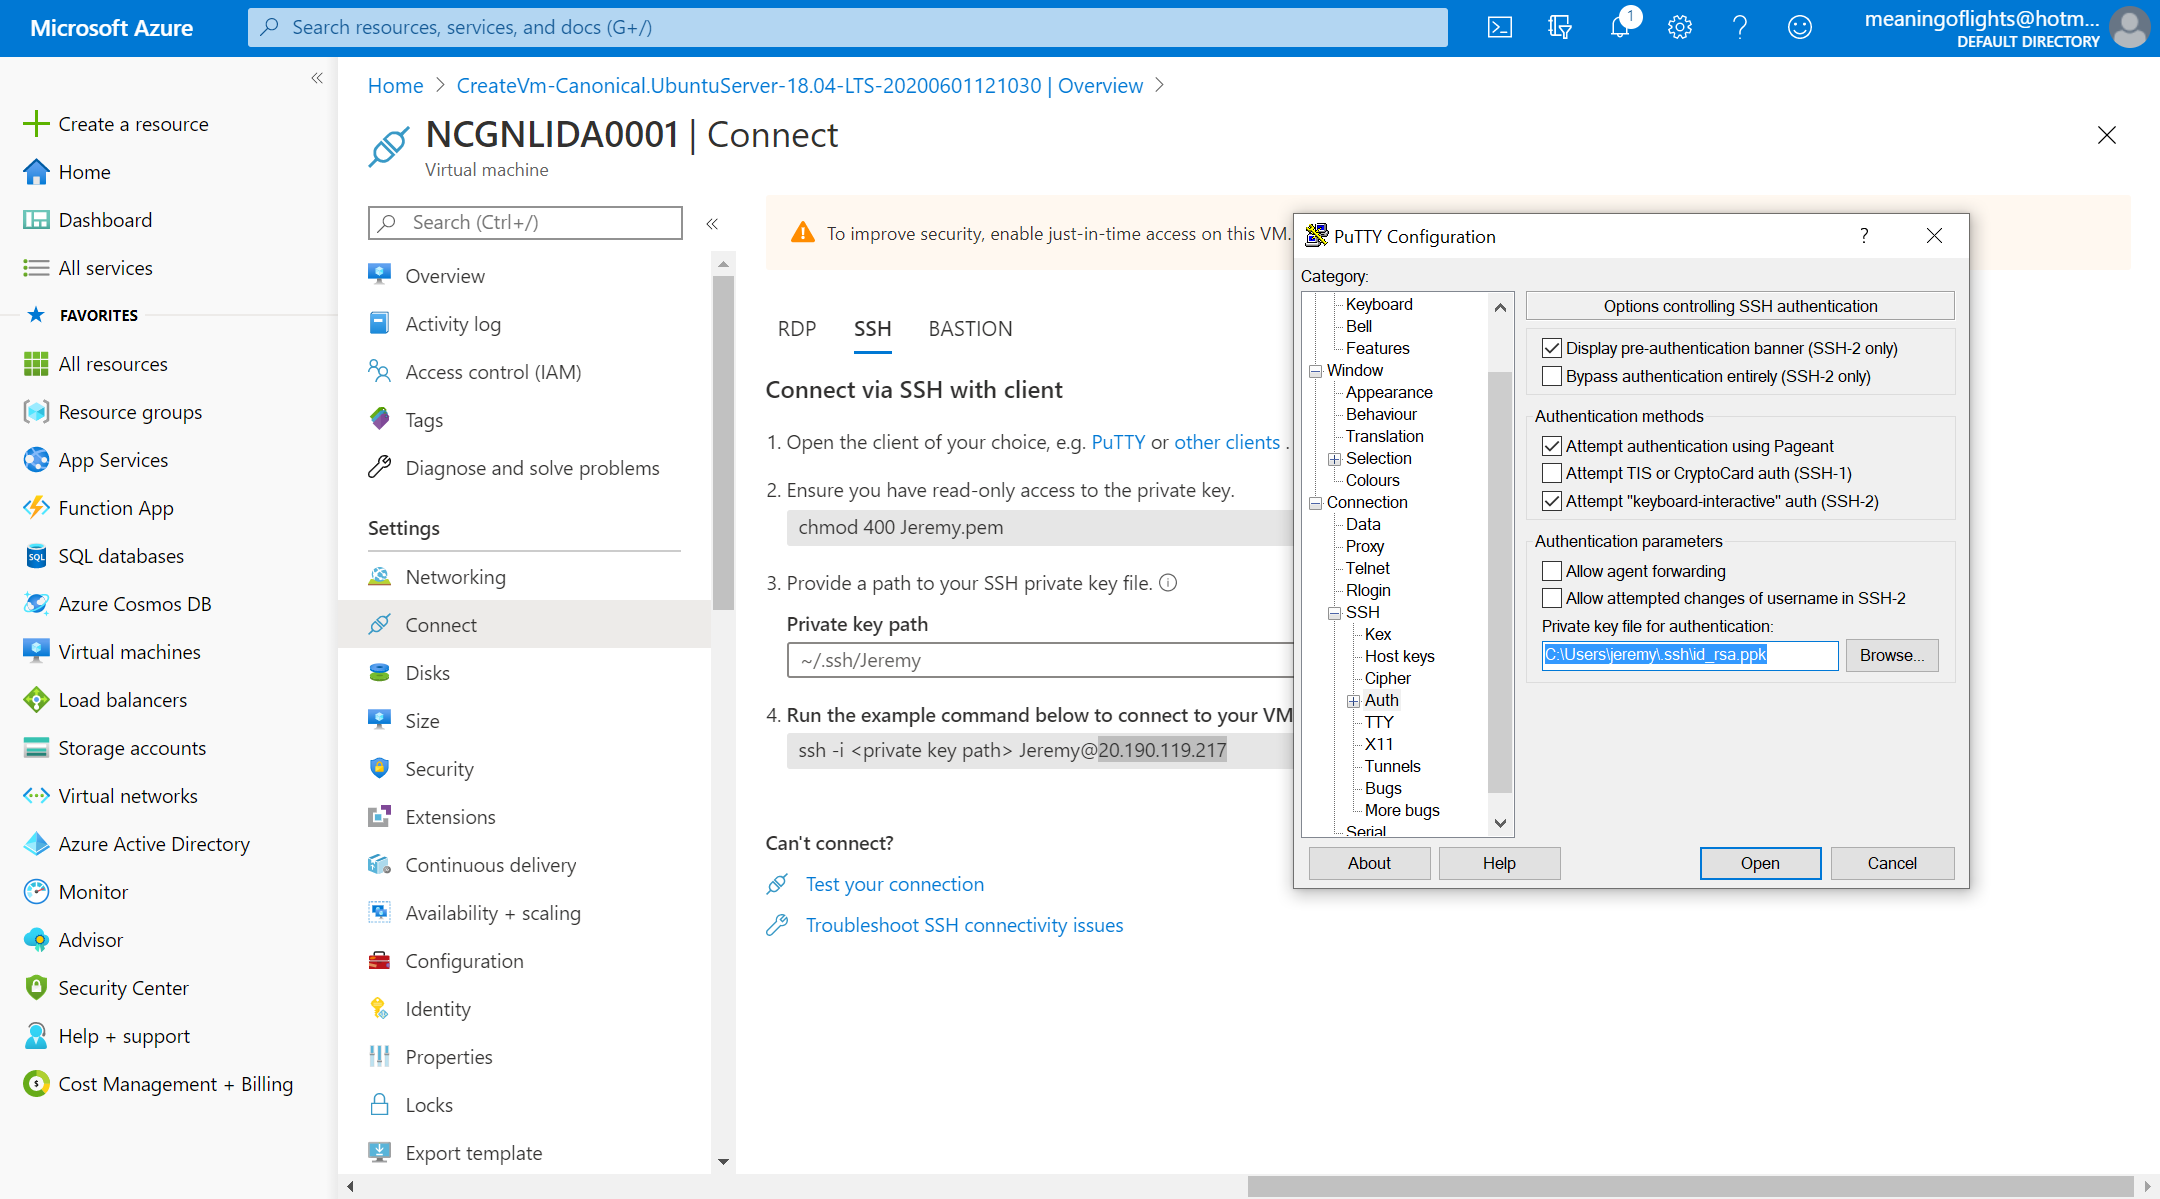 Microsoft Azure
Search resources, services, and docs (G+/)
1
meaningoflights@hotm...
DEFAULT DIRECTORY
Create a resource
Home
Dashboard
All services
FAVORITES
All resources
Resource groups
App Services
Function App
SQL databases
Azure Cosmos DB
Virtual machines
Load balancers
Storage accounts
Virtual networks
Azure Active Directory
Monitor
Advisor
Security Center
Help + support
Cost Management + Billing
Home > CreateVm-Canonical.UbuntuServer-18.04-LTS-20200601121030 | Overview >
NCGNLIDA0001 | Connect
Virtual machine
Search (Ctrl+/)
Overview
Activity log
Access control (IAM)
Tags
Diagnose and solve problems
Settings
Networking
Connect
Disks
Size
Security
Extensions
Continuous delivery
Availability + scaling
Configuration
Identity
Properties
Locks
Export template
To improve security, enable just-in-time access on this VM.
RDP SSH BASTION
Connect via SSH with client
1. Open the client of your choice, e.g. PuTTY or other clients .
2. Ensure you have read-only access to the private key.
chmod 400 Jeremy.pem
3. Provide a path to your SSH private key file.
Private key path
~/.ssh/Jeremy
4. Run the example command below to connect to your VM
ssh -i <private key path> Jeremy@20.190.119.217
Can't connect?
Test your connection
Troubleshoot SSH connectivity issues
PuTTY Configuration
?
Category:
Keyboard
Bell
Features
Window
Appearance
Behaviour
Translation
Selection
Colours
Connection
Data
Proxy
Telnet
Rlogin
SSH
Kex
Host keys
Cipher
Auth
TTY
X11
Tunnels
Bugs
More bugs
Serial
Options controlling SSH authentication
Display pre-authentication banner (SSH-2 only)
Bypass authentication entirely (SSH-2 only)
Authentication methods
Attempt authentication using Pageant
Attempt TIS or CryptoCard auth (SSH-1)
Attempt "keyboard-interactive" auth (SSH-2)
Authentication parameters
Allow agent forwarding
Allow attempted changes of username in SSH-2
Private key file for authentication:
C:\Users\jeremy\.ssh\id_rsa.ppk
Browse...
About
Help
Open
Cancel